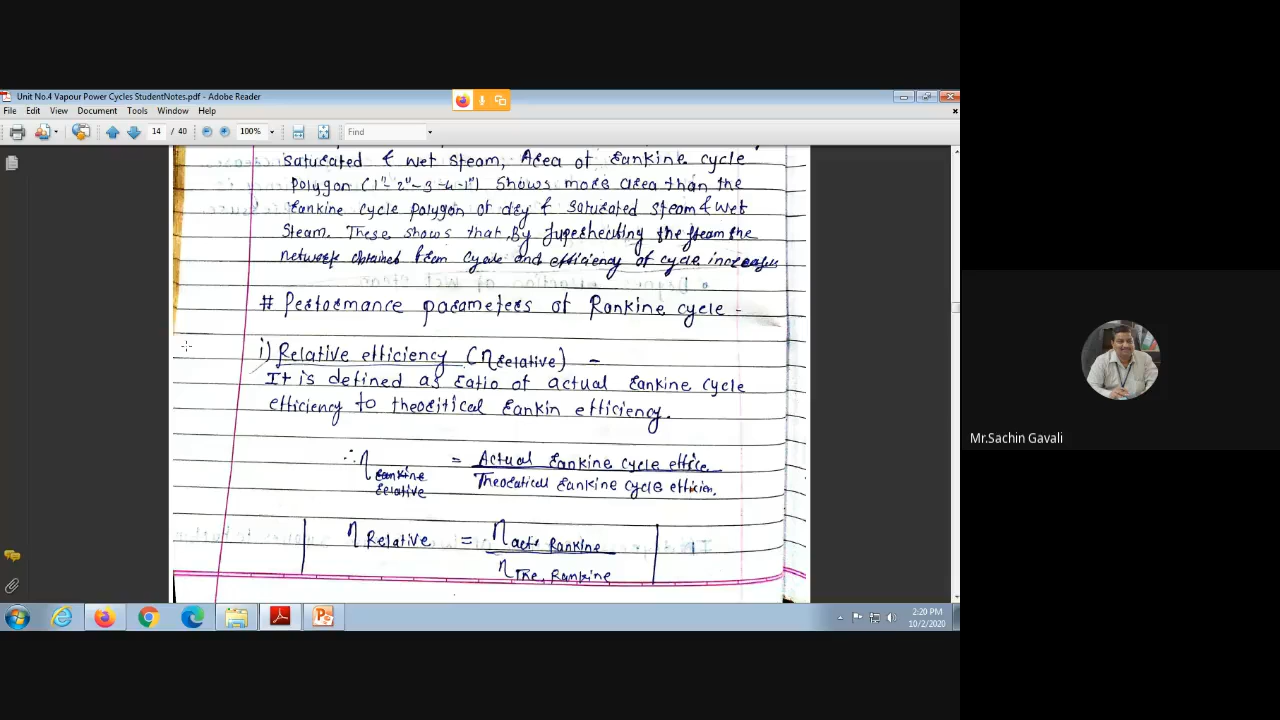 Unit No.4 Vapour Power Cycles StudentNotes.pdf - Adobe Reader
File Edit View Document Tools Window Help
14 / 40 100% Find
saturated & wet steam, Area of rankine cycle
polygon (1"-2"-3-4-1") shows more area than the
rankine cycle polygon of dry & saturated steam & wet
steam. These shows that, By superheating the steam the
network obtained from cycle and efficiency of cycle increases
# Performance parameters of Rankine cycle -
i) Relative efficiency (ηrelative) -
It is defined as ratio of actual rankine cycle
efficiency to theoritical rankin efficiency.
∴ η rankine relative = Actual rankine cycle effice
Theoretical rankine cycle efficien.
η Relative = η act. Rankine
η The. Rankine
Mr.Sachin Gavali
2:20 PM
10/2/2020